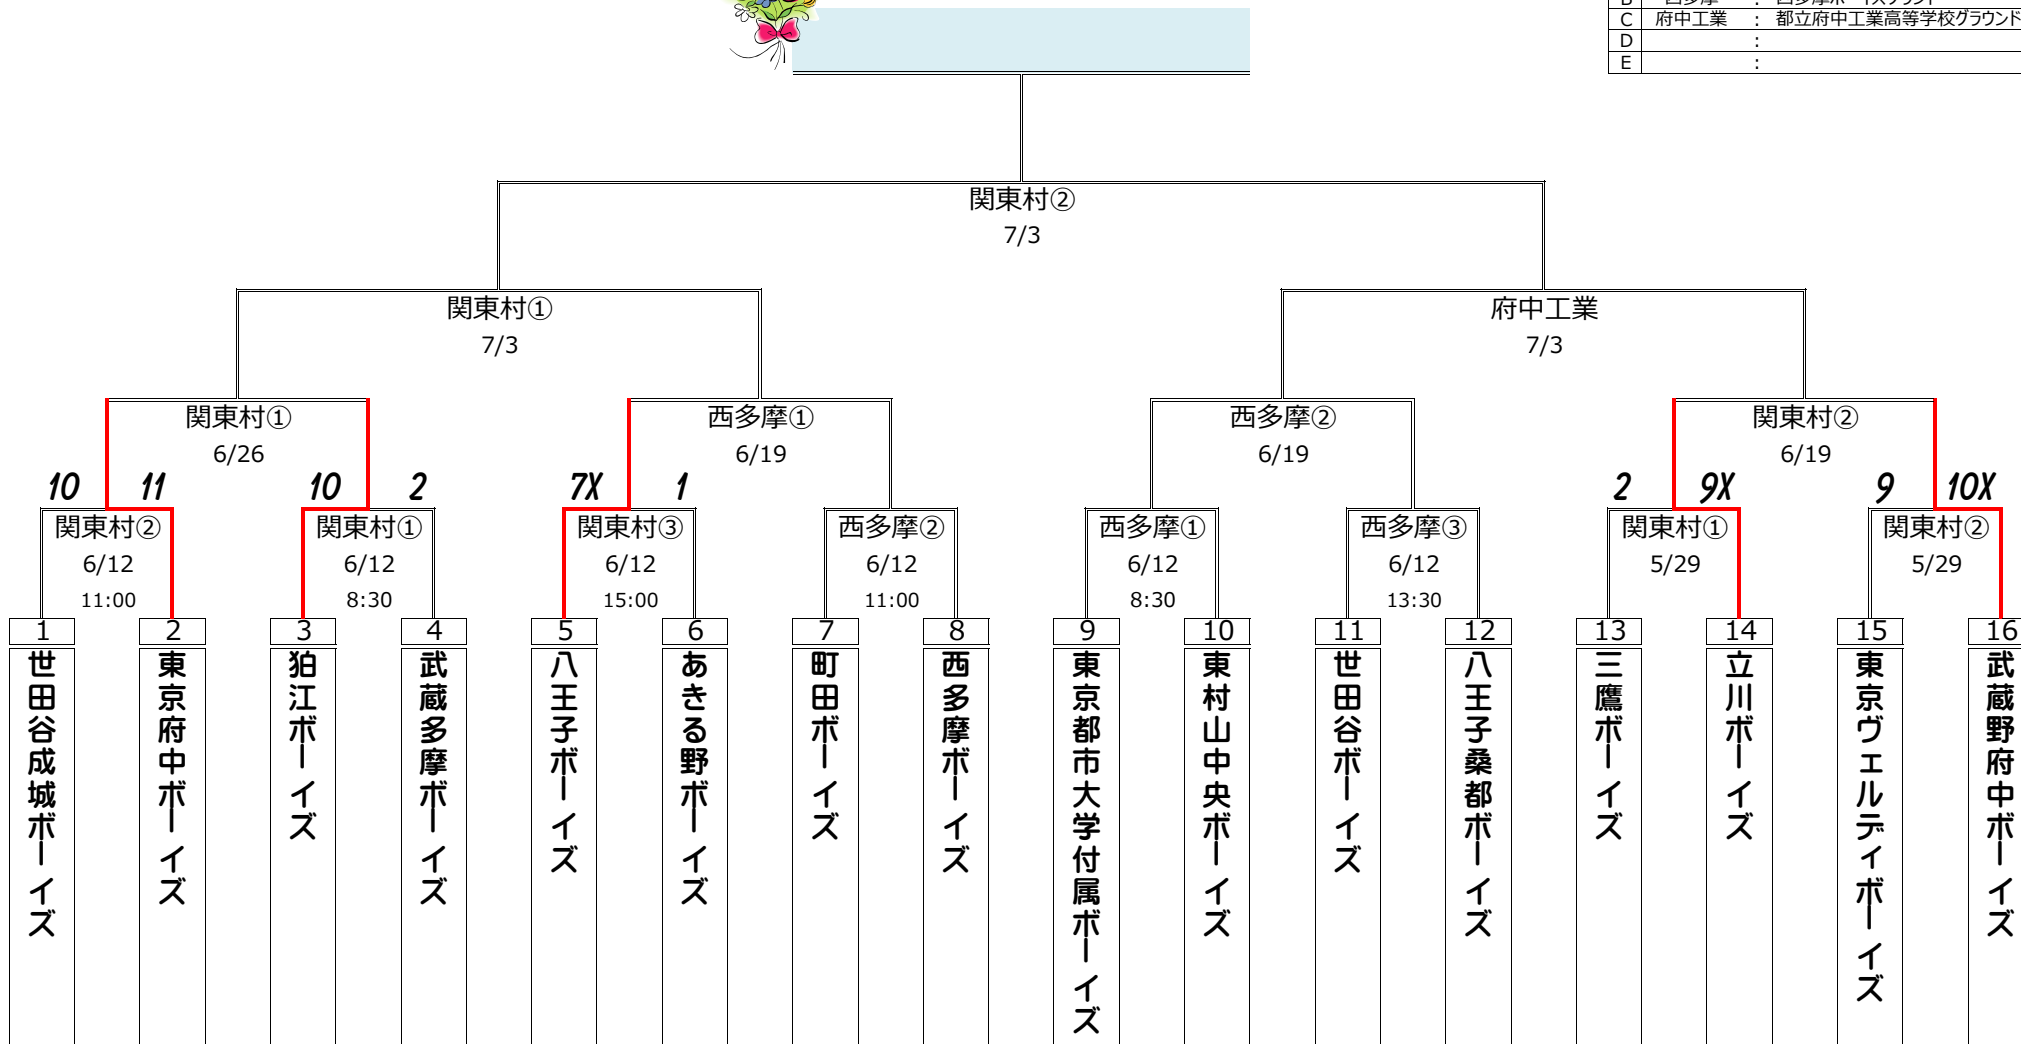 C 府中工業 : 都立府中工業高等学校グラウンド
D :
E :
関東村②
7/3
関東村① 府中工業
7/3 7/3
関東村① 西多摩① 西多摩② 関東村②
6/26 6/19 6/19 6/19
10 11 10 2 7X 1 2 9X 9 10X
関東村② 関東村① 関東村③ 西多摩② 西多摩① 西多摩③ 関東村① 関東村②
6/12 6/12 6/12 6/12 6/12 6/12 5/29 5/29
11:00 8:30 15:00 11:00 8:30 13:30
1 2 3 4 5 6 7 8 9 10 11 12 13 14 15 16
世田谷成城ボーイズ
東京府中ボーイズ
狛江ボーイズ
武蔵多摩ボーイズ
八王子ボーイズ
あきる野ボーイズ
町田ボーイズ
西多摩ボーイズ
東京都市大学付属ボーイズ
東村山中央ボーイズ
世田谷ボーイズ
八王子桑都ボーイズ
三鷹ボーイズ
立川ボーイズ
東京ヴェルディボーイズ
武蔵野府中ボーイズ